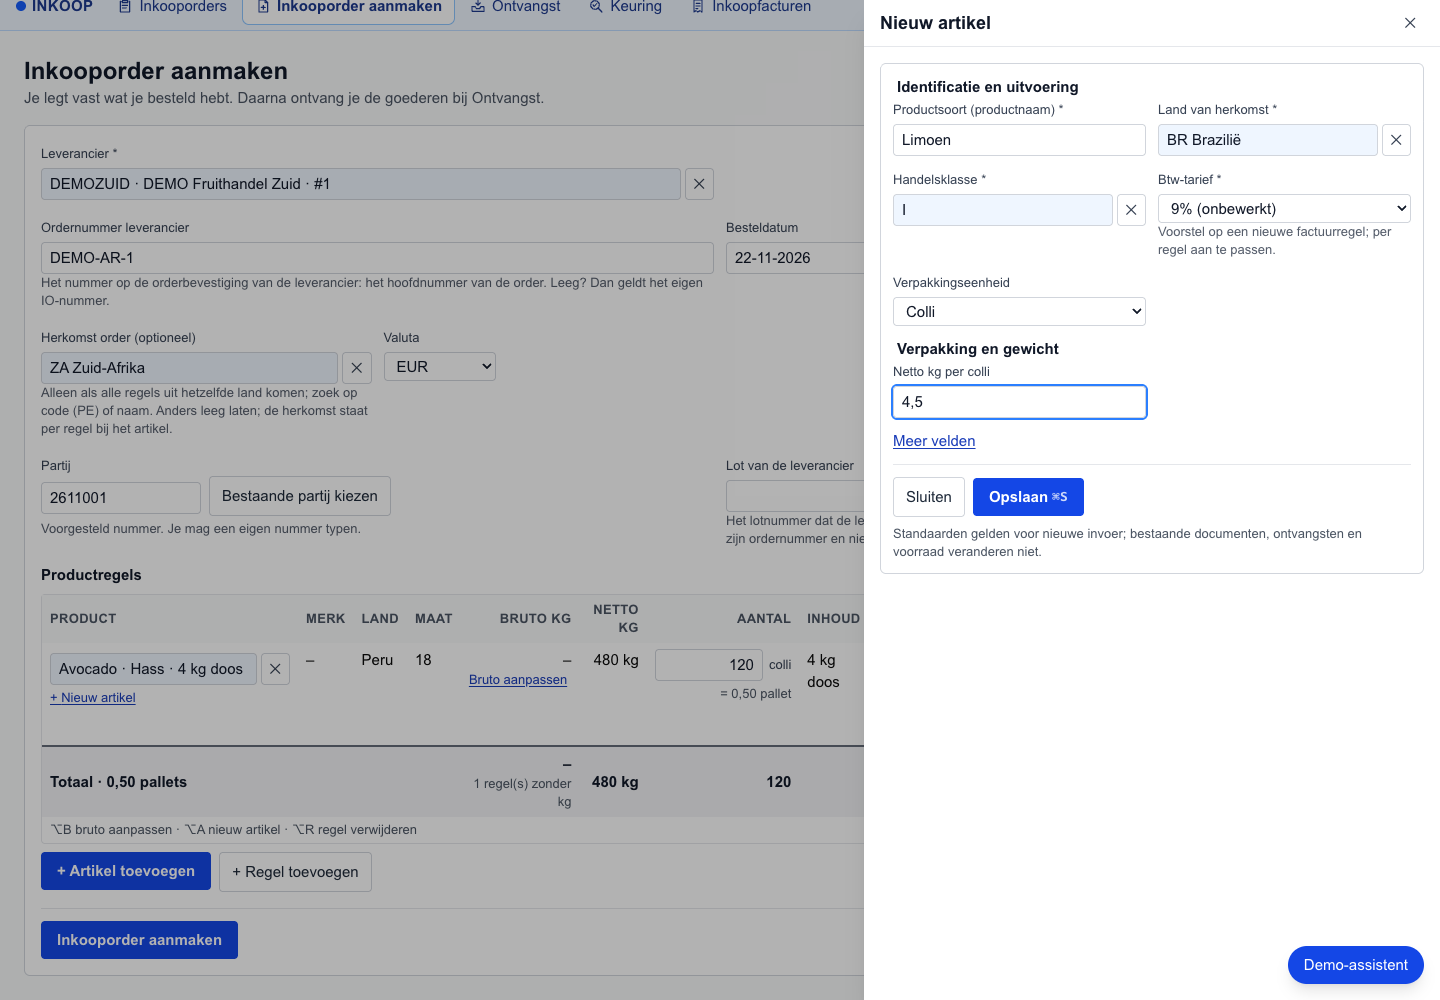 INKOOP
Inkooporders
Inkooporder aanmaken
Ontvangst
Keuring
Inkoopfacturen
Inkooporder aanmaken
Je legt vast wat je besteld hebt. Daarna ontvang je de goederen bij Ontvangst.
Leverancier *
DEMOZUID · DEMO Fruithandel Zuid · #1
Ordernummer leverancier
Besteldatum
DEMO-AR-1
22-11-2026
Het nummer op de orderbevestiging van de leverancier: het hoofdnummer van de order. Leeg? Dan geldt het eigen
IO-nummer.
Herkomst order (optioneel)
Valuta
ZA Zuid-Afrika
EUR
Alleen als alle regels uit hetzelfde land komen; zoek op
code (PE) of naam. Anders leeg laten; de herkomst staat
per regel bij het artikel.
Partij
Lot van de leverancier
2611001
Bestaande partij kiezen
Voorgesteld nummer. Je mag een eigen nummer typen.
Het lotnummer dat de le
zijn ordernummer en nie
Productregels
PRODUCT
MERK
LAND
MAAT
BRUTO KG
NETTO
KG
AANTAL
INHOUD
Avocado · Hass · 4 kg doos
–
Peru
18
–
480 kg
120
colli
4 kg
doos
Bruto aanpassen
= 0,50 pallet
+ Nieuw artikel
Totaal · 0,50 pallets
–
1 regel(s) zonder
kg
480 kg
120
⌥B bruto aanpassen · ⌥A nieuw artikel · ⌥R regel verwijderen
+ Artikel toevoegen
+ Regel toevoegen
Inkooporder aanmaken
Nieuw artikel
Identificatie en uitvoering
Productsoort (productnaam) *
Land van herkomst *
Limoen
BR Brazilië
Handelsklasse *
Btw-tarief *
I
9% (onbewerkt)
Voorstel op een nieuwe factuurregel; per
regel aan te passen.
Verpakkingseenheid
Colli
Verpakking en gewicht
Netto kg per colli
4,5
Meer velden
Sluiten
Opslaan ⌘S
Standaarden gelden voor nieuwe invoer; bestaande documenten, ontvangsten en
voorraad veranderen niet.
Demo-assistent